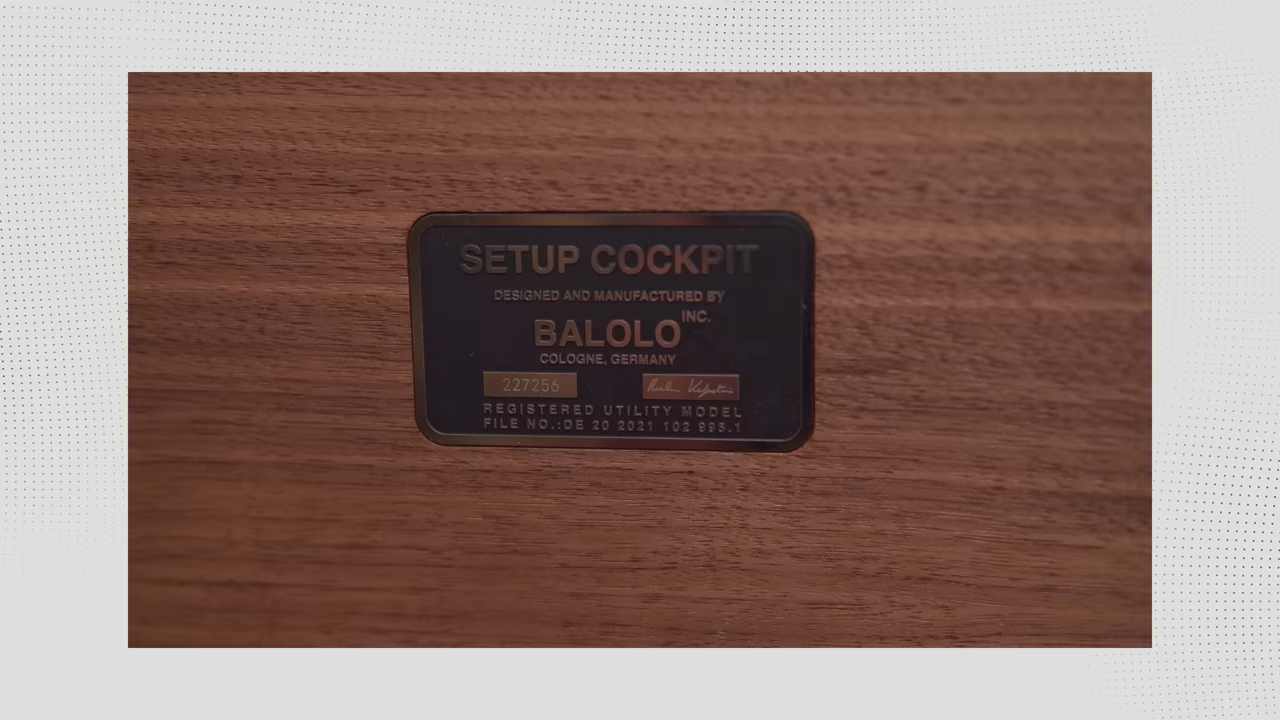 SETUP COCKPIT
DESIGNED AND MANUFACTURED BY
BALOLO INC.
COLOGNE, GERMANY
227256
REGISTERED UTILITY MODEL
FILE NO.:DE 20 2021 102 995.1